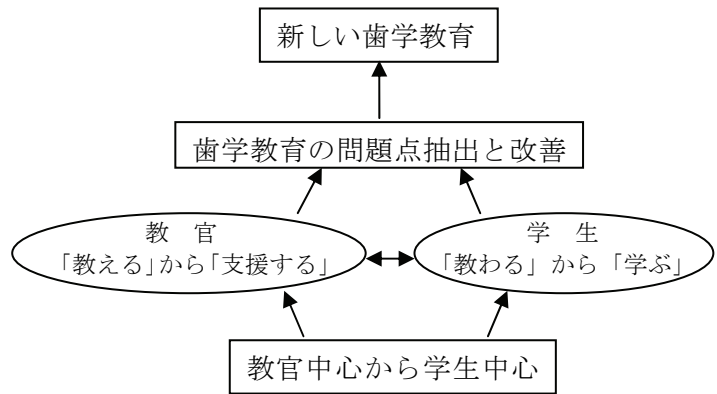 新しい歯学教育
歯学教育の問題点抽出と改善
教　官
「教える」から「支援する」
学　生
「教わる」から「学ぶ」
教官中心から学生中心